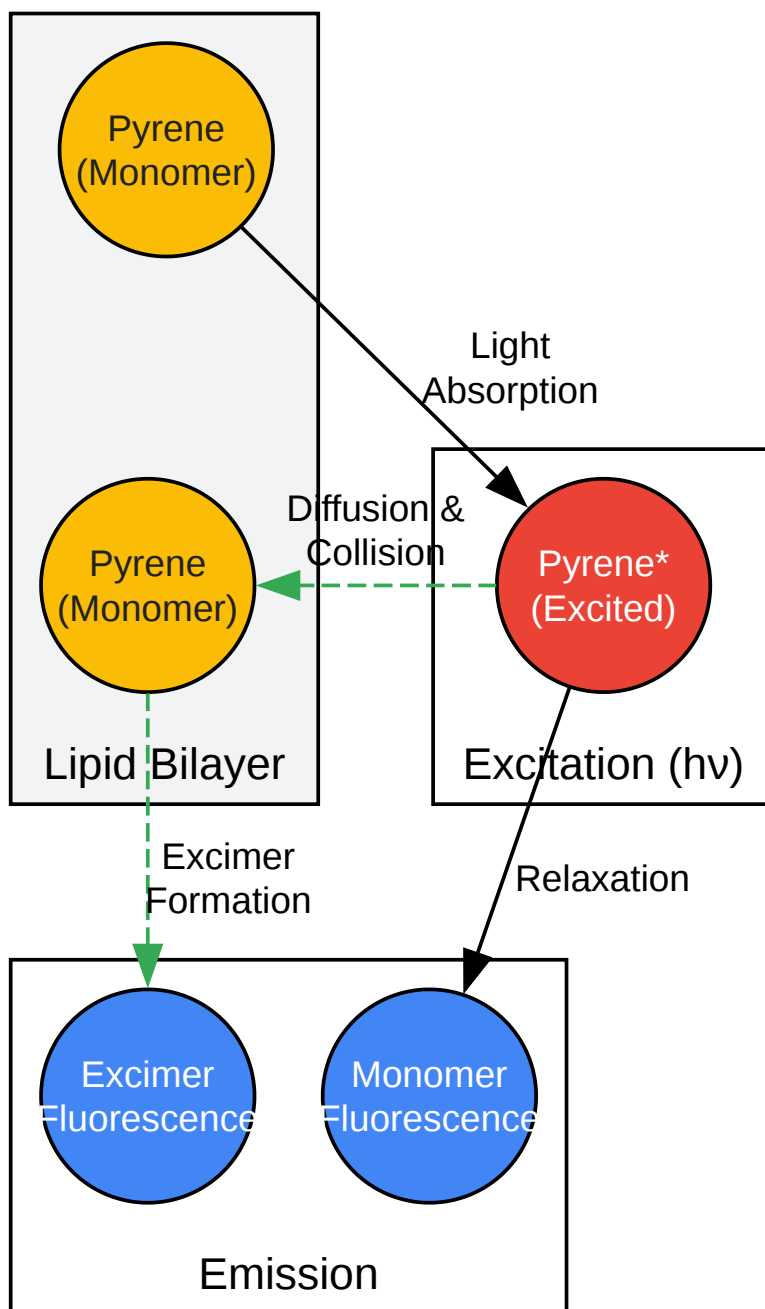 Pyrene
(Monomer)
Light
Absorption
Diffusion &
Collision
Pyrene
(Monomer)
Pyrene*
(Excited)
Lipid Bilayer
Excitation (hν)
Excimer
Formation
Relaxation
Excimer
Fluorescence
Monomer
Fluorescence
Emission